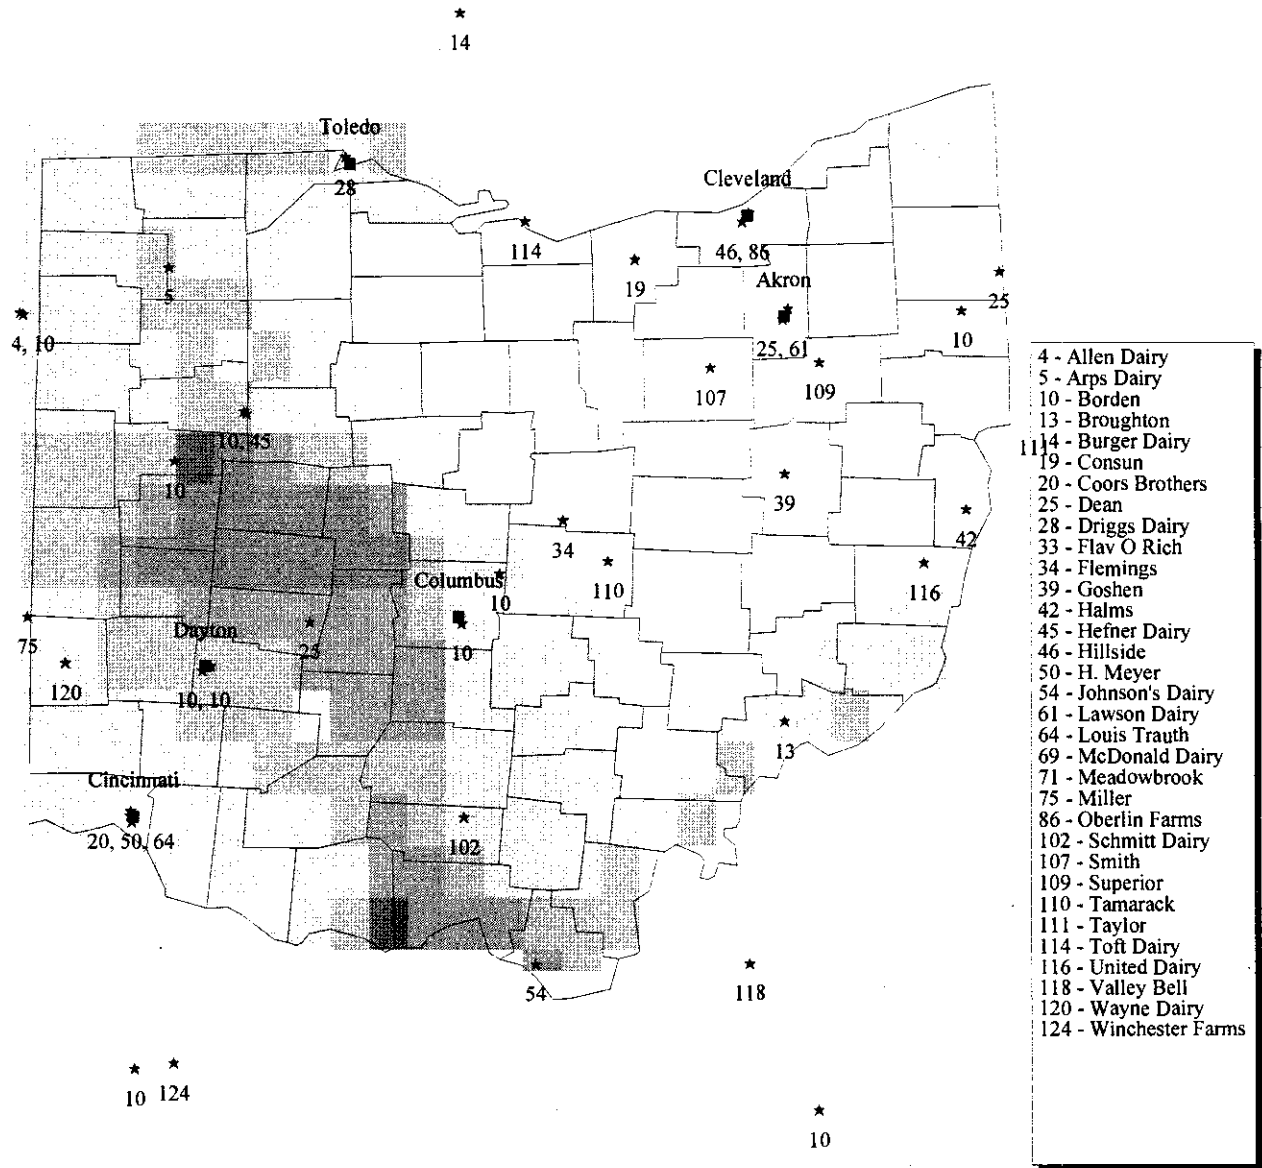 14
Toledo
28
Cleveland
114
46, 86
19
Akron
5
25
4, 10
10
25, 61
107
109
10, 45
111
10
39
34
42
Columbus
10
110
116
75
Dayton
25
10
120
10, 10
13
Cincinnati
20, 50, 64
102
54
118
10
124
10
4 - Allen Dairy
5 - Arps Dairy
10 - Borden
13 - Broughton
14 - Burger Dairy
19 - Consun
20 - Coors Brothers
25 - Dean
28 - Driggs Dairy
33 - Flav O Rich
34 - Flemings
39 - Goshen
42 - Halms
45 - Hefner Dairy
46 - Hillside
50 - H. Meyer
54 - Johnson's Dairy
61 - Lawson Dairy
64 - Louis Trauth
69 - McDonald Dairy
71 - Meadowbrook
75 - Miller
86 - Oberlin Farms
102 - Schmitt Dairy
107 - Smith
109 - Superior
110 - Tamarack
111 - Taylor
114 - Toft Dairy
116 - United Dairy
118 - Valley Bell
120 - Wayne Dairy
124 - Winchester Farms